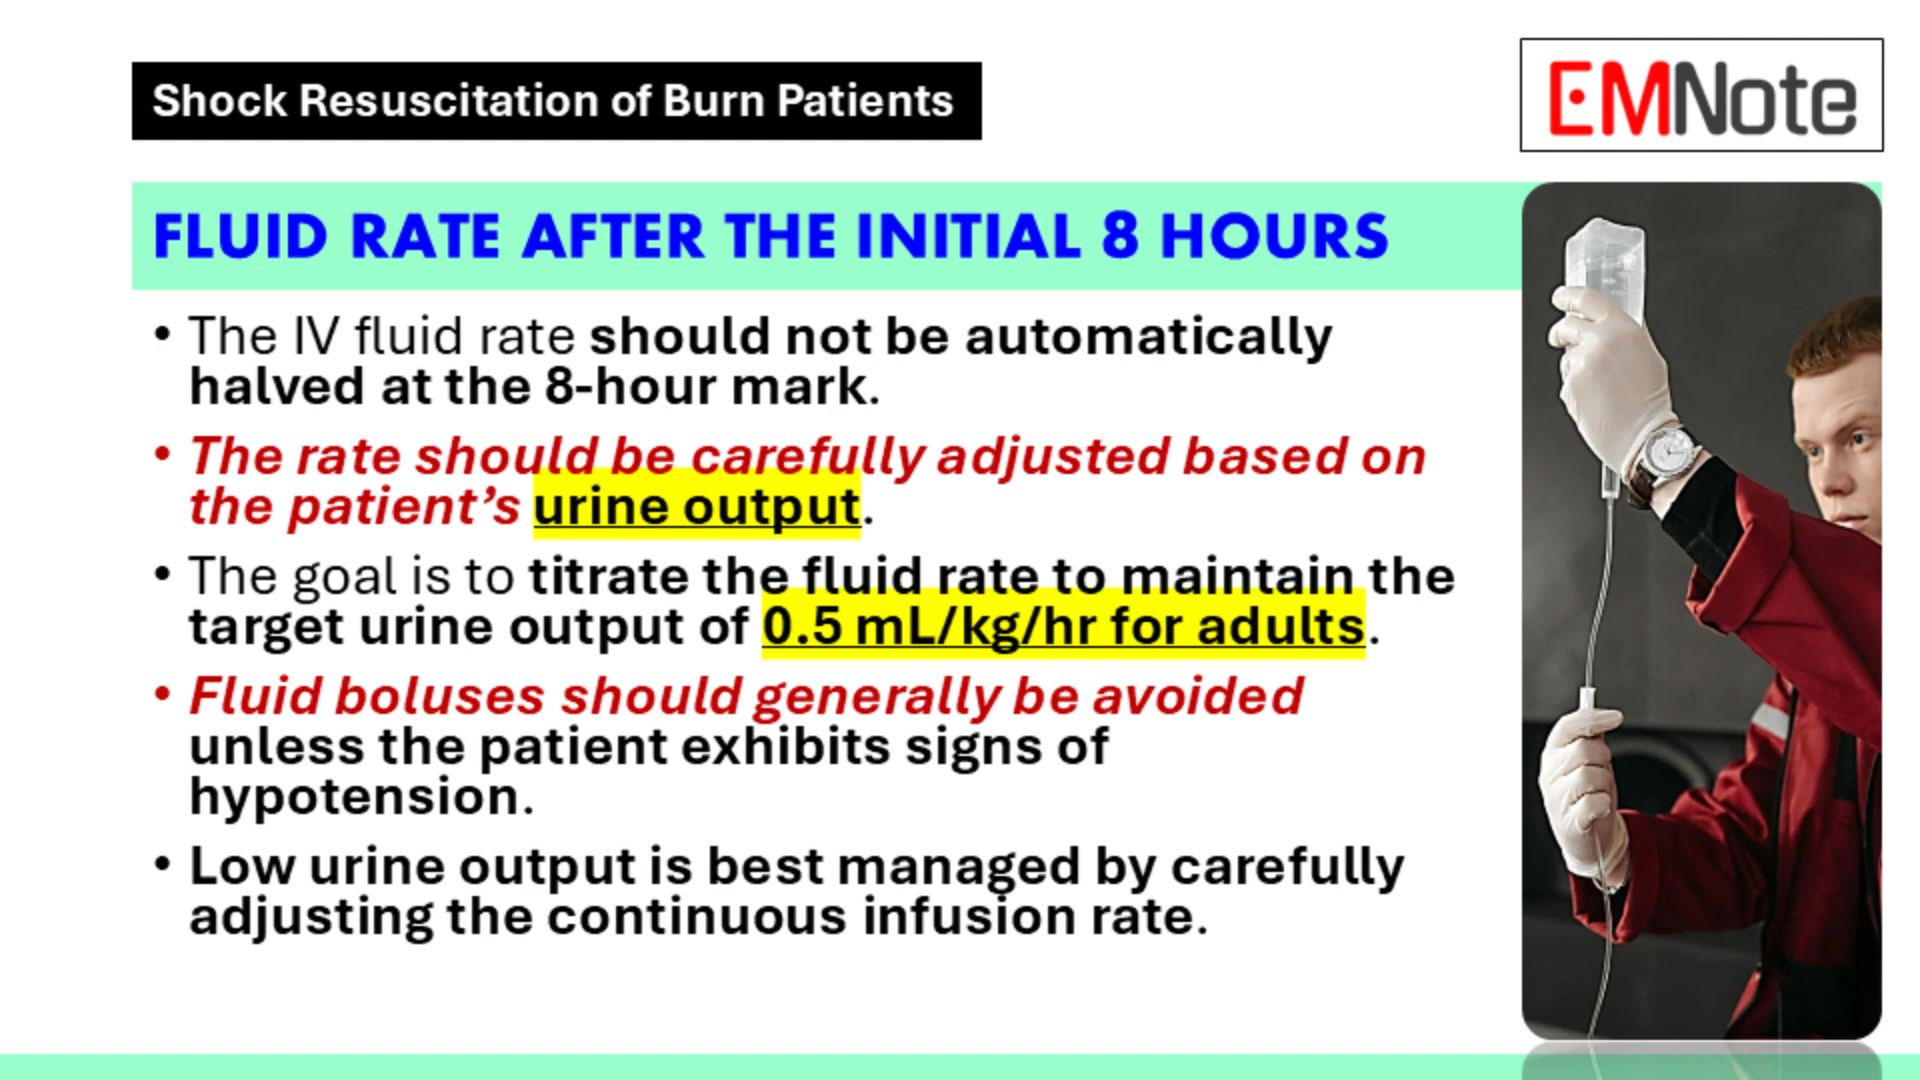 Shock Resuscitation of Burn Patients
EMNote
FLUID RATE AFTER THE INITIAL 8 HOURS
• The IV fluid rate should not be automatically
halved at the 8-hour mark.
• The rate should be carefully adjusted based on
the patient’s urine output.
• The goal is to titrate the fluid rate to maintain the
target urine output of 0.5 mL/kg/hr for adults.
• Fluid boluses should generally be avoided
unless the patient exhibits signs of
hypotension.
• Low urine output is best managed by carefully
adjusting the continuous infusion rate.